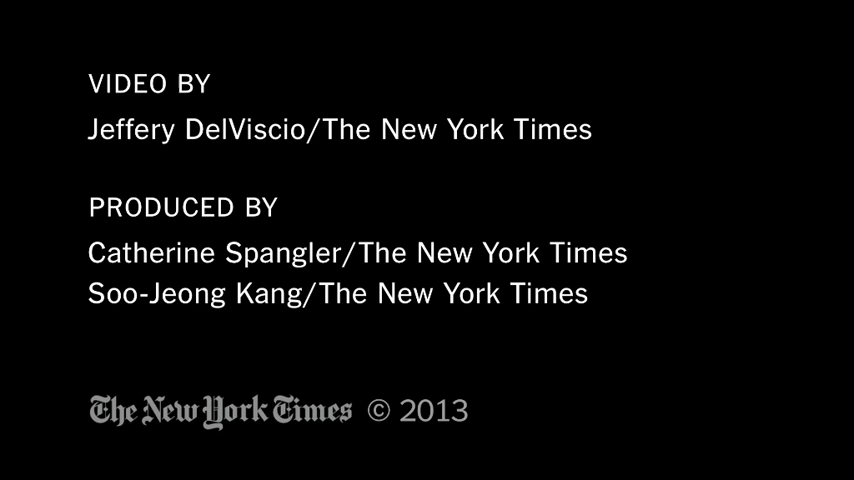 VIDEO BY
Jeffery DelViscio/The New York Times
PRODUCED BY
Catherine Spangler/The New York Times
Soo-Jeong Kang/The New York Times
The New York Times © 2013